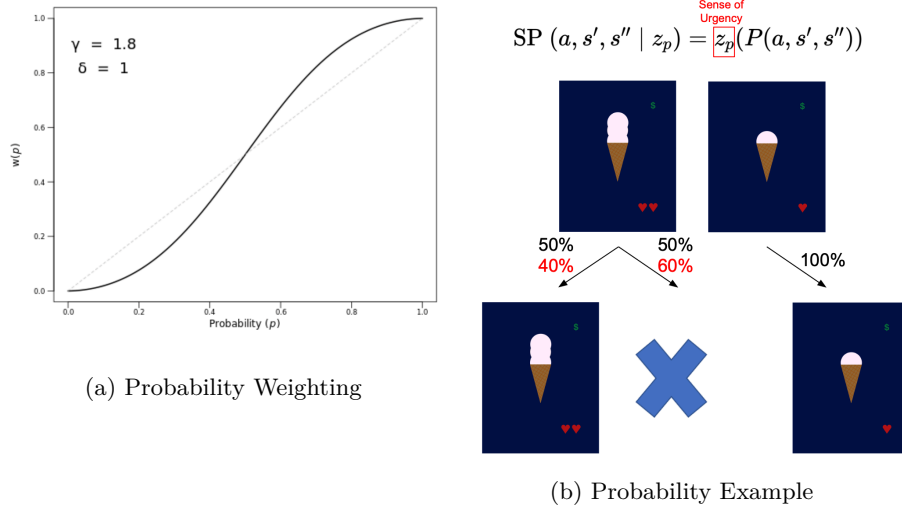 γ = 1.8
δ = 1
1.0
0.8
0.6
0.4
0.2
0.0
w(p)
0.0 0.2 0.4 0.6 0.8 1.0
Probability (p)
(a) Probability Weighting
Sense of
Urgency
SP (a, s′, s″ | z_p) = z_p(P(a, s′, s″))
$ $
50% 50%
40% 60% 100%
$ $
(b) Probability Example